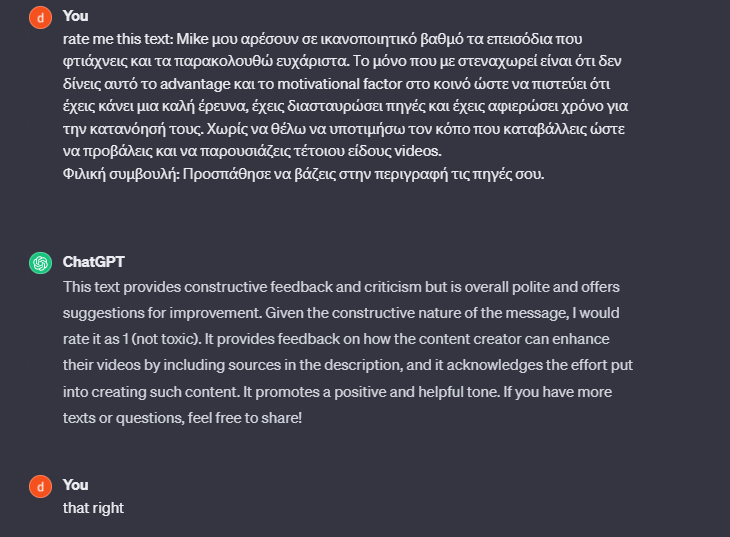 d You
rate me this text: Mike μου αρέσουν σε ικανοποιητικό βαθμό τα επεισόδια που
φτιάχνεις και τα παρακολουθώ ευχάριστα. Το μόνο που με στεναχωρεί είναι ότι δεν
δίνεις αυτό το advantage και το motivational factor στο κοινό ώστε να πιστεύει ότι
έχεις κάνει μια καλή έρευνα, έχεις διασταυρώσει πηγές και έχεις αφιερώσει χρόνο για
την κατανόησή τους. Χωρίς να θέλω να υποτιμήσω τον κόπο που καταβάλλεις ώστε
να προβάλεις και να παρουσιάζεις τέτοιου είδους videos.
Φιλική συμβουλή: Προσπάθησε να βάζεις στην περιγραφή τις πηγές σου.
ChatGPT
This text provides constructive feedback and criticism but is overall polite and offers
suggestions for improvement. Given the constructive nature of the message, I would
rate it as 1 (not toxic). It provides feedback on how the content creator can enhance
their videos by including sources in the description, and it acknowledges the effort put
into creating such content. It promotes a positive and helpful tone. If you have more
texts or questions, feel free to share!
d You
that right